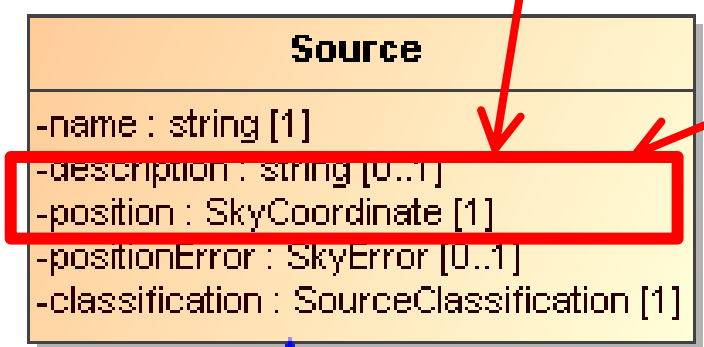 Source
-name : string [1]
-description : string [0..1]
-position : SkyCoordinate [1]
-positionError : SkyError [0..1]
-classification : SourceClassification [1]